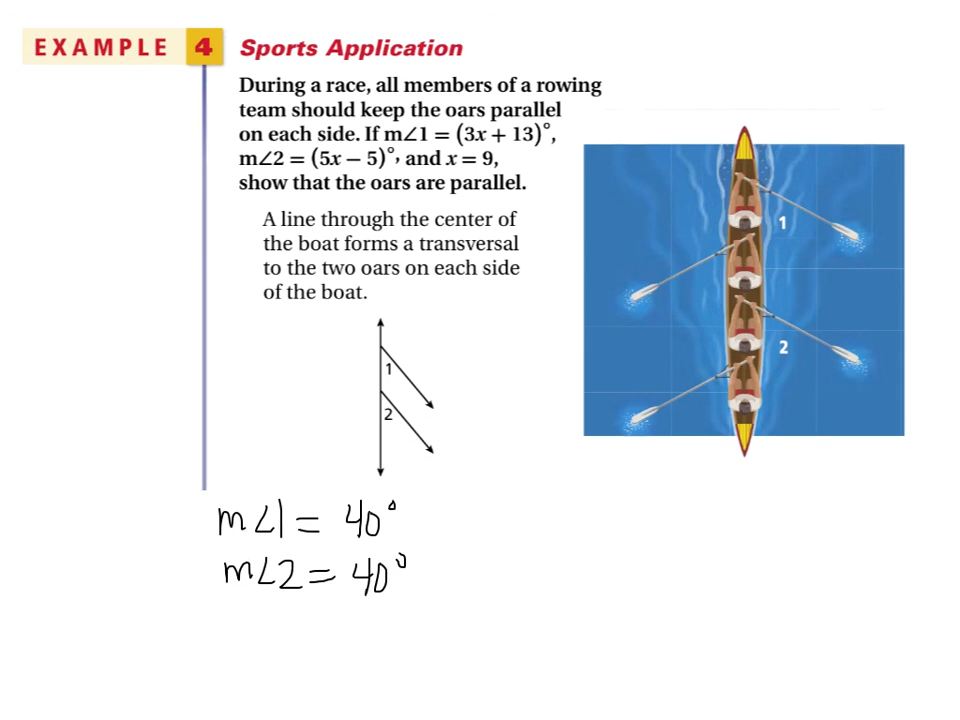 EXAMPLE 4 Sports Application
During a race, all members of a rowing
team should keep the oars parallel
on each side. If m∠1 = (3x + 13)°,
m∠2 = (5x − 5)°, and x = 9,
show that the oars are parallel.
A line through the center of
the boat forms a transversal
to the two oars on each side
of the boat.
1
2
1
2
m∠1 = 40°
m∠2 = 40°